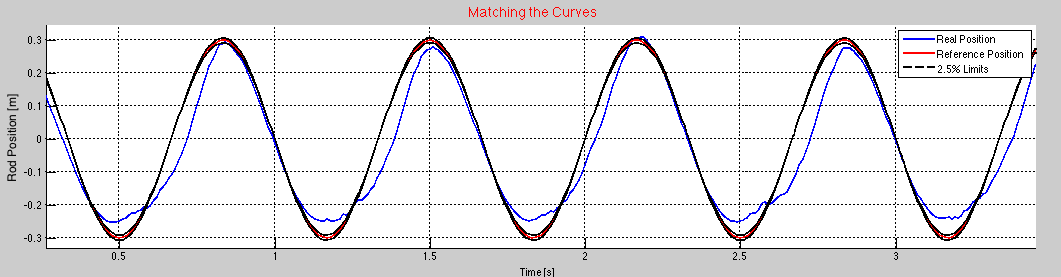 Matching the Curves
Rod Position [m]
0.3
0.2
0.1
0
-0.1
-0.2
-0.3
Real Position
Reference Position
2.5% Limits
0.5 1 1.5 2 2.5 3
Time [s]